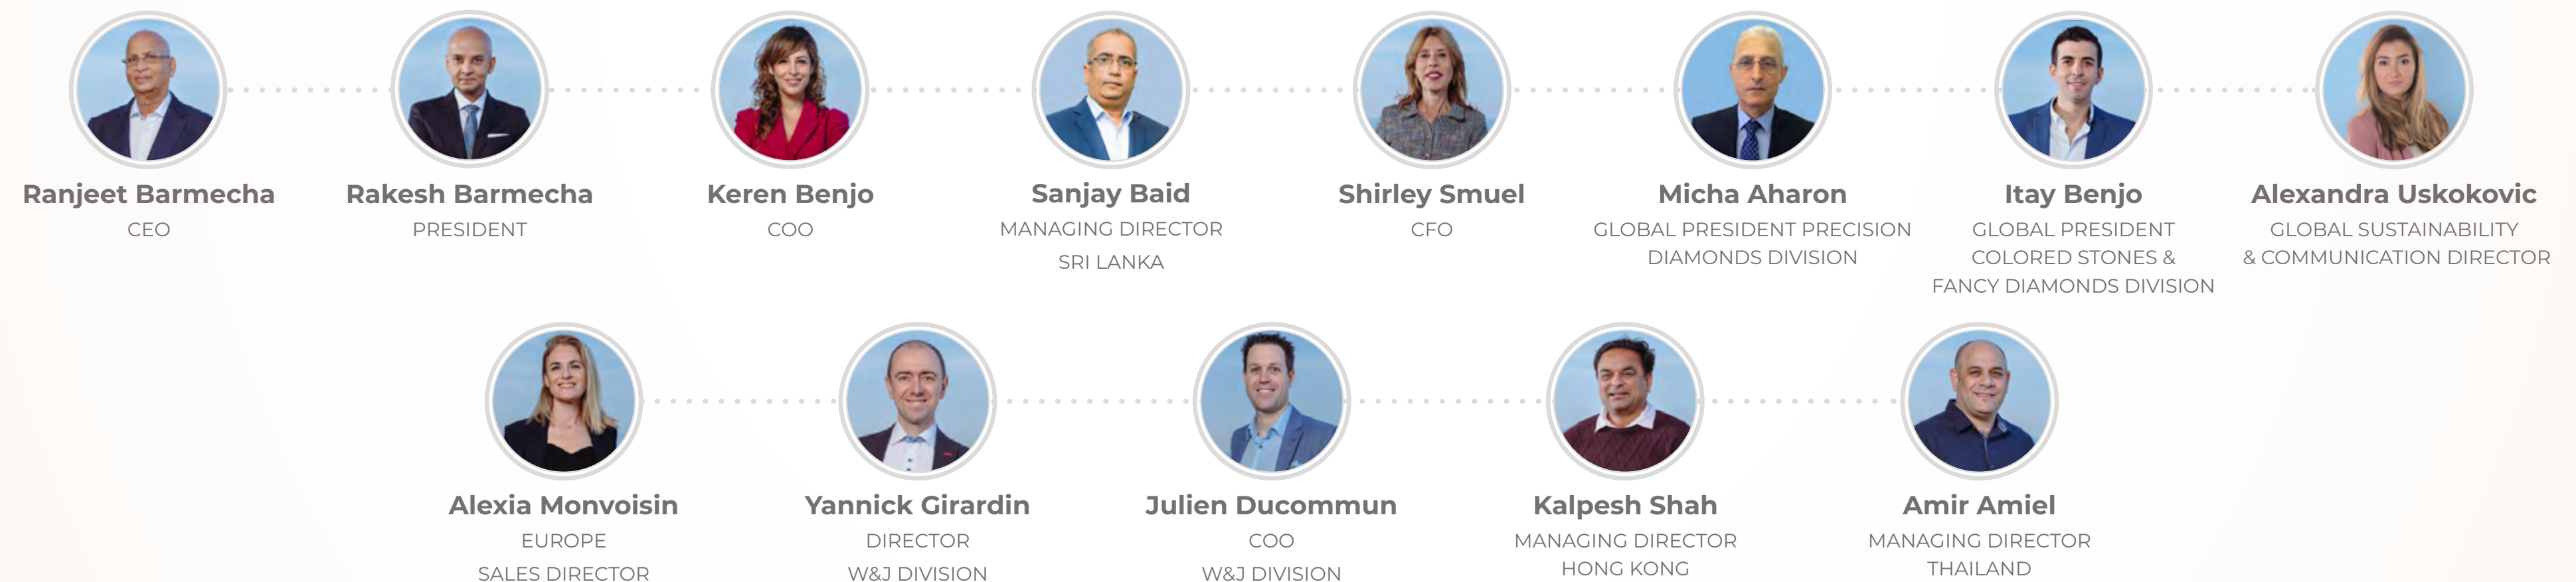 Ranjeet Barmecha
CEO
Rakesh Barmecha
PRESIDENT
Keren Benjo
COO
Sanjay Baid
MANAGING DIRECTOR
SRI LANKA
Shirley Smuel
CFO
Micha Aharon
GLOBAL PRESIDENT PRECISION
DIAMONDS DIVISION
Itay Benjo
GLOBAL PRESIDENT
COLORED STONES &
FANCY DIAMONDS DIVISION
Alexandra Uskokovic
GLOBAL SUSTAINABILITY
& COMMUNICATION DIRECTOR
Alexia Monvoisin
EUROPE
SALES DIRECTOR
Yannick Girardin
DIRECTOR
W&J DIVISION
Julien Ducommun
COO
W&J DIVISION
Kalpesh Shah
MANAGING DIRECTOR
HONG KONG
Amir Amiel
MANAGING DIRECTOR
THAILAND